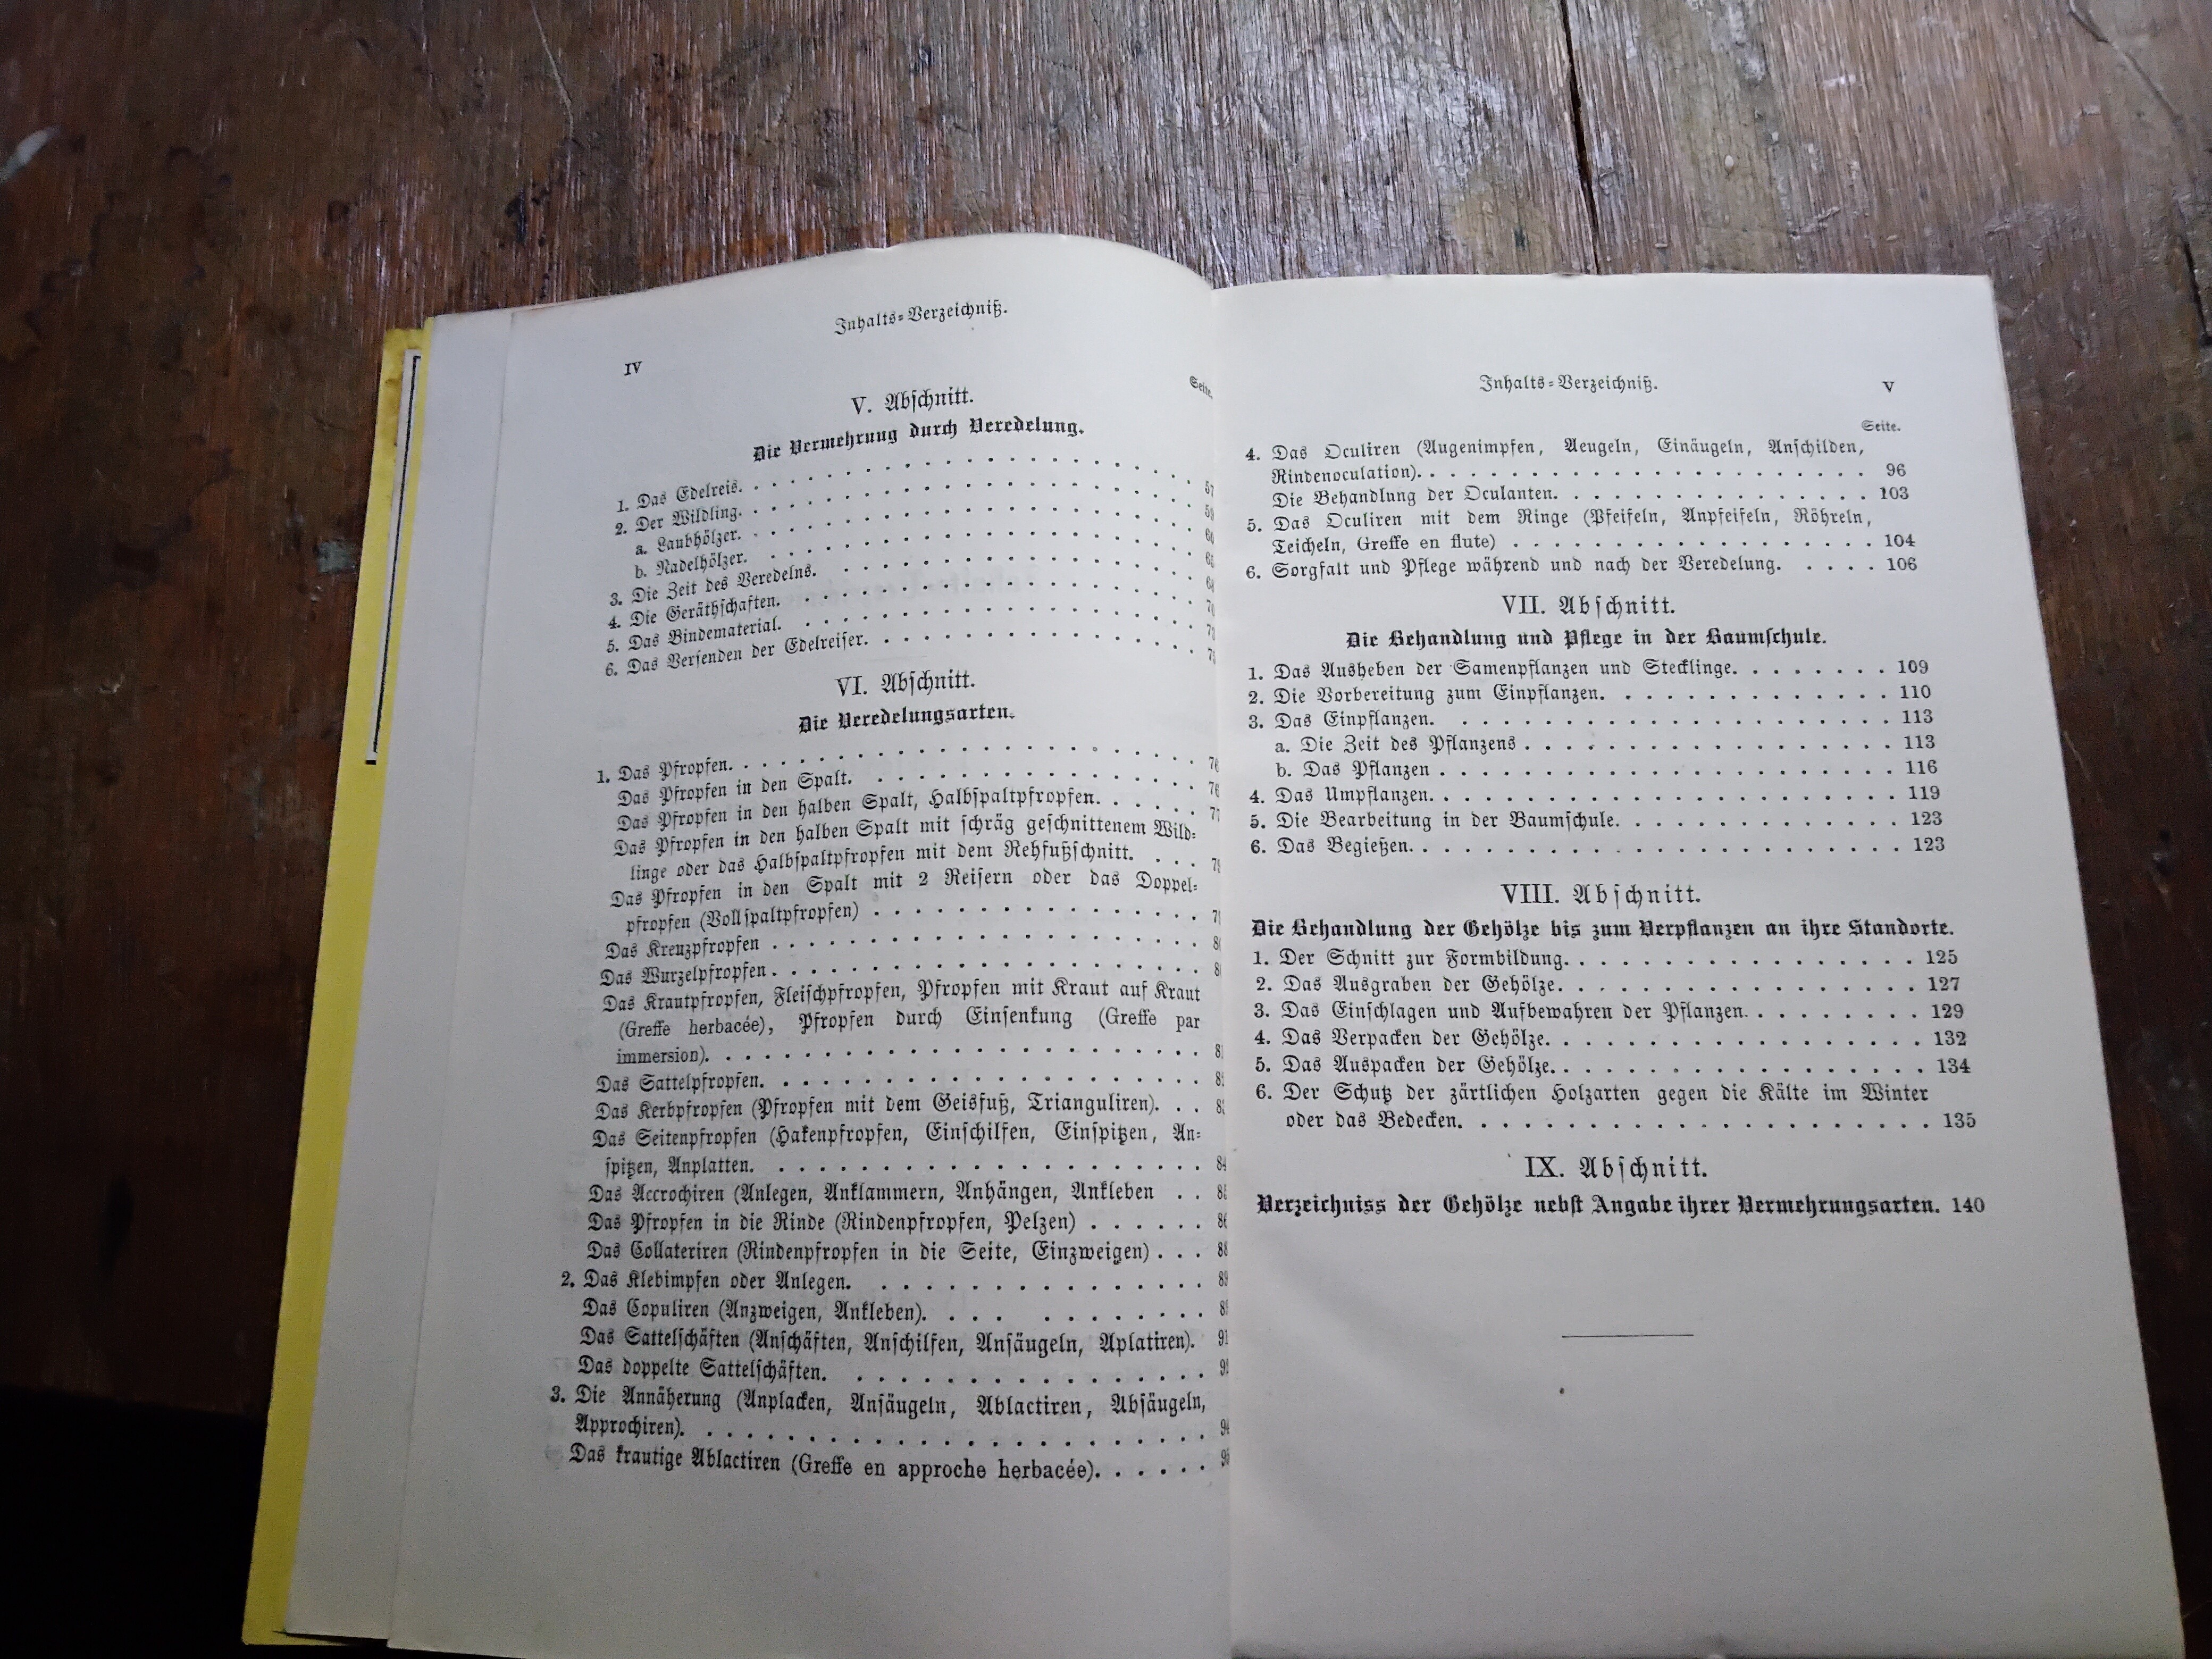 Inhalts=Verzeichniß.
IV
Seite.
V. Abschnitt.
Die Vermehrung durch Veredelung.
1. Das Edelreis. . . . . . . . . . . . . . . . . . .
2. Der Wildling. . . . . . . . . . . . . . . . . . .
a. Laubhölzer. . . . . . . . . . . . . . . . . . .
b. Nadelhölzer. . . . . . . . . . . . . . . . . .
3. Die Zeit des Veredelns. . . . . . . . . . . . . .
4. Die Geräthschaften. . . . . . . . . . . . . . . .
5. Das Bindematerial. . . . . . . . . . . . . . . .
6. Das Versenden der Edelreiser. . . . . . . . . . .
VI. Abschnitt.
Die Veredelungsarten.
1. Das Pfropfen. . . . . . . . . . . . . . . . . . . 76
Das Pfropfen in den Spalt. . . . . . . . . . . . . 76
Das Pfropfen in den halben Spalt, Halbspaltpfropfen. . . . . . 77
Das Pfropfen in den halben Spalt mit schräg geschnittenem Wild=
linge oder das Halbspaltpfropfen mit dem Rehfußschnitt. . . .
Das Pfropfen in den Spalt mit 2 Reisern oder das Doppel=
pfropfen (Vollspaltpfropfen) . . . . . . . . . . . . . .
Das Kreuzpfropfen . . . . . . . . . . . . . . . . . .
Das Wurzelpfropfen . . . . . . . . . . . . . . . . .
Das Krautpfropfen, Fleischpfropfen, Pfropfen mit Kraut auf Kraut
(Greffe herbacée), Pfropfen durch Einsenkung (Greffe par
immersion). . . . . . . . . . . . . . . . . . . . .
Das Sattelpfropfen. . . . . . . . . . . . . . . . . .
Das Kerbpfropfen (Pfropfen mit dem Geisfuß, Trianguliren). . .
Das Seitenpfropfen (Hakenpfropfen, Einschilfen, Einspitzen, An=
spitzen, Anplatten. . . . . . . . . . . . . . . . . . 84
Das Accrochiren (Anlegen, Anklammern, Anhängen, Ankleben . . 85
Das Pfropfen in die Rinde (Rindenpfropfen, Pelzen) . . . . . . 86
Das Collateriren (Rindenpfropfen in die Seite, Einzweigen) . . . 88
2. Das Klebimpfen oder Anlegen. . . . . . . . . . . . . . 89
Das Copuliren (Anzweigen, Ankleben). . . . . . . . . . . 89
Das Sattelschäften (Anschäften, Anschilfen, Ansäugeln, Aplatiren). 91
Das doppelte Sattelschäften. . . . . . . . . . . . . . .
3. Die Annäherung (Anplacken, Ansäugeln, Ablactiren, Absäugeln,
Approchiren). . . . . . . . . . . . . . . . . . . . . 94
Das krautige Ablactiren (Greffe en approche herbacée). . . . . .
Inhalts=Verzeichniß.
V
Seite.
4. Das Oculiren (Augenimpfen, Aeugeln, Einäugeln, Anschilden,
Rindenoculation). . . . . . . . . . . . . . . . . . . 96
Die Behandlung der Oculanten. . . . . . . . . . . . . . 103
5. Das Oculiren mit dem Ringe (Pfeifeln, Anpfeifeln, Röhreln,
Teicheln, Greffe en flute) . . . . . . . . . . . . . . . 104
6. Sorgfalt und Pflege während und nach der Veredelung. . . . . 106
VII. Abschnitt.
Die Behandlung und Pflege in der Baumschule.
1. Das Ausheben der Samenpflanzen und Stecklinge. . . . . . . 109
2. Die Vorbereitung zum Einpflanzen. . . . . . . . . . . . . 110
3. Das Einpflanzen. . . . . . . . . . . . . . . . . . . . 113
a. Die Zeit des Pflanzens . . . . . . . . . . . . . . . 113
b. Das Pflanzen . . . . . . . . . . . . . . . . . . . 116
4. Das Umpflanzen. . . . . . . . . . . . . . . . . . . . 119
5. Die Bearbeitung in der Baumschule. . . . . . . . . . . . 123
6. Das Begießen. . . . . . . . . . . . . . . . . . . . . 123
VIII. Abschnitt.
Die Behandlung der Gehölze bis zum Verpflanzen an ihre Standorte.
1. Der Schnitt zur Formbildung. . . . . . . . . . . . . . . 125
2. Das Ausgraben der Gehölze. . . . . . . . . . . . . . . . 127
3. Das Einschlagen und Aufbewahren der Pflanzen. . . . . . . . 129
4. Das Verpacken der Gehölze. . . . . . . . . . . . . . . . 132
5. Das Auspacken der Gehölze. . . . . . . . . . . . . . . . 134
6. Der Schutz der zärtlichen Holzarten gegen die Kälte im Winter
oder das Bedecken. . . . . . . . . . . . . . . . . . . 135
IX. Abschnitt.
Verzeichniss der Gehölze nebst Angabe ihrer Vermehrungsarten. 140